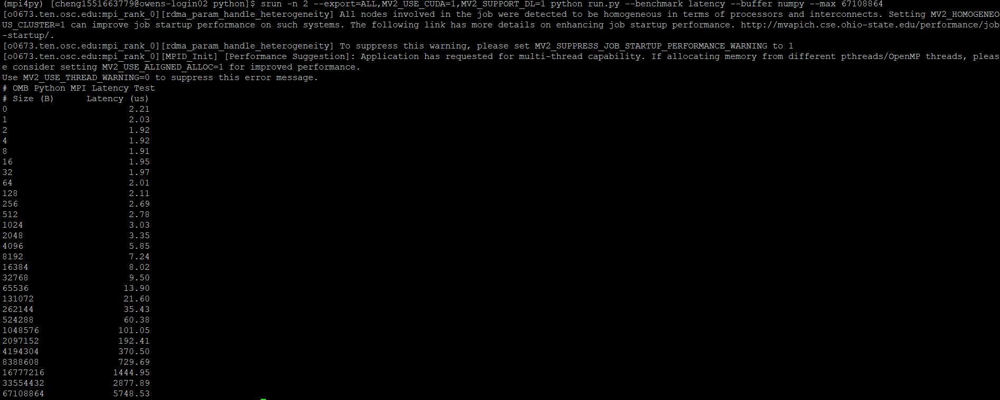 (mpi4py) [cheng1551663779@owens-login02 python]$ srun -n 2 --export=ALL,MV2_USE_CUDA=1,MV2_SUPPORT_DL=1 python run.py --benchmark latency --buffer numpy --max 67108864
[o0673.ten.osc.edu:mpi_rank_0][rdma_param_handle_heterogeneity] All nodes involved in the job were detected to be homogeneous in terms of processors and interconnects. Setting MV2_HOMOGENEO
US_CLUSTER=1 can improve job startup performance on such systems. The following link has more details on enhancing job startup performance. http://mvapich.cse.ohio-state.edu/performance/job
-startup/.
[o0673.ten.osc.edu:mpi_rank_0][rdma_param_handle_heterogeneity] To suppress this warning, please set MV2_SUPPRESS_JOB_STARTUP_PERFORMANCE_WARNING to 1
[o0673.ten.osc.edu:mpi_rank_0][MPID_Init] [Performance Suggestion]: Application has requested for multi-thread capability. If allocating memory from different pthreads/OpenMP threads, pleas
e consider setting MV2_USE_ALIGNED_ALLOC=1 for improved performance.
Use MV2_USE_THREAD_WARNING=0 to suppress this error message.
# OMB Python MPI Latency Test
# Size (B)      Latency (us)
0                       2.21
1                       2.03
2                       1.92
4                       1.92
8                       1.91
16                      1.95
32                      1.97
64                      2.01
128                     2.11
256                     2.69
512                     2.78
1024                    3.03
2048                    3.35
4096                    5.85
8192                    7.24
16384                   8.02
32768                   9.50
65536                  13.90
131072                 21.60
262144                 35.43
524288                 60.38
1048576               101.05
2097152               192.41
4194304               370.50
8388608               729.69
16777216             1444.95
33554432             2877.89
67108864             5748.53